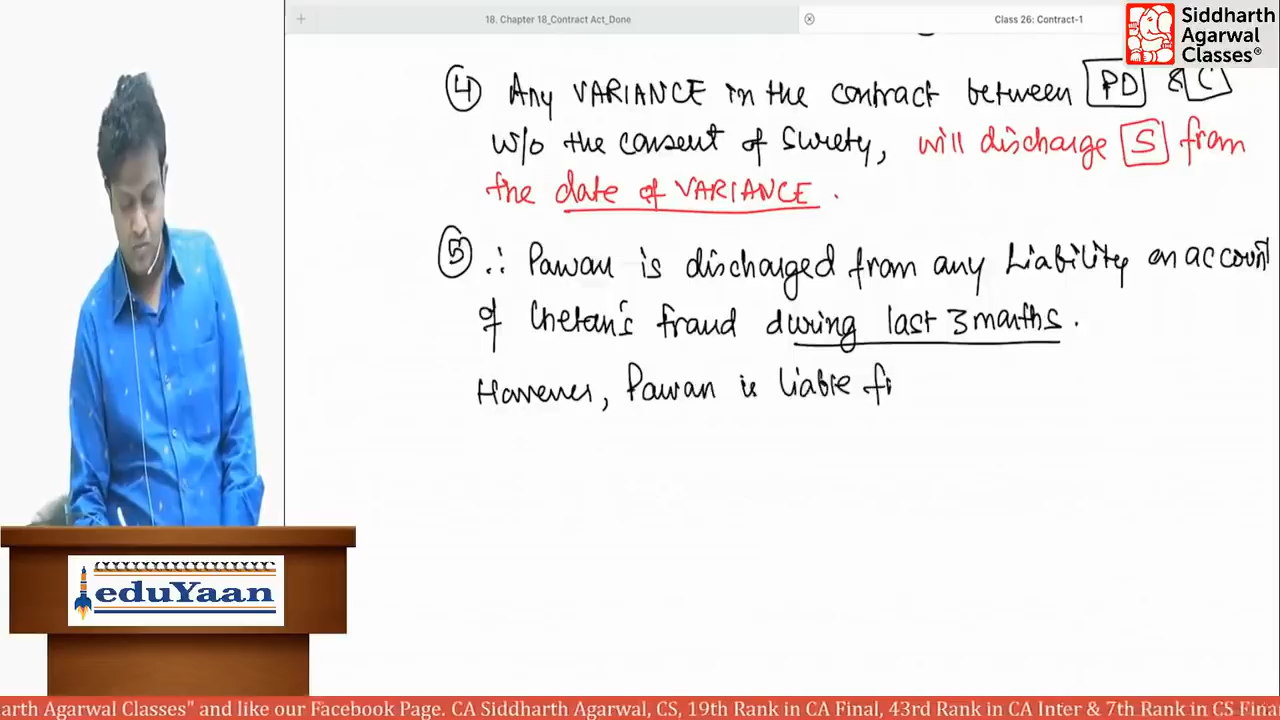 18. Chapter 18_Contract Act_Done
Class 26: Contract-1
Siddharth
Agarwal
Classes®
4 Any VARIANCE in the contract between PD & C
w/o the consent of Surety, will discharge S from
the date of VARIANCE.
5 ∴ Pawan is discharged from any Liability on account
of Chetan's fraud during last 3 months.
However, Pawan is liable f
eduYaan
arth Agarwal Classes" and like our Facebook Page. CA Siddharth Agarwal, CS, 19th Rank in CA Final, 43rd Rank in CA Inter & 7th Rank in CS Fina